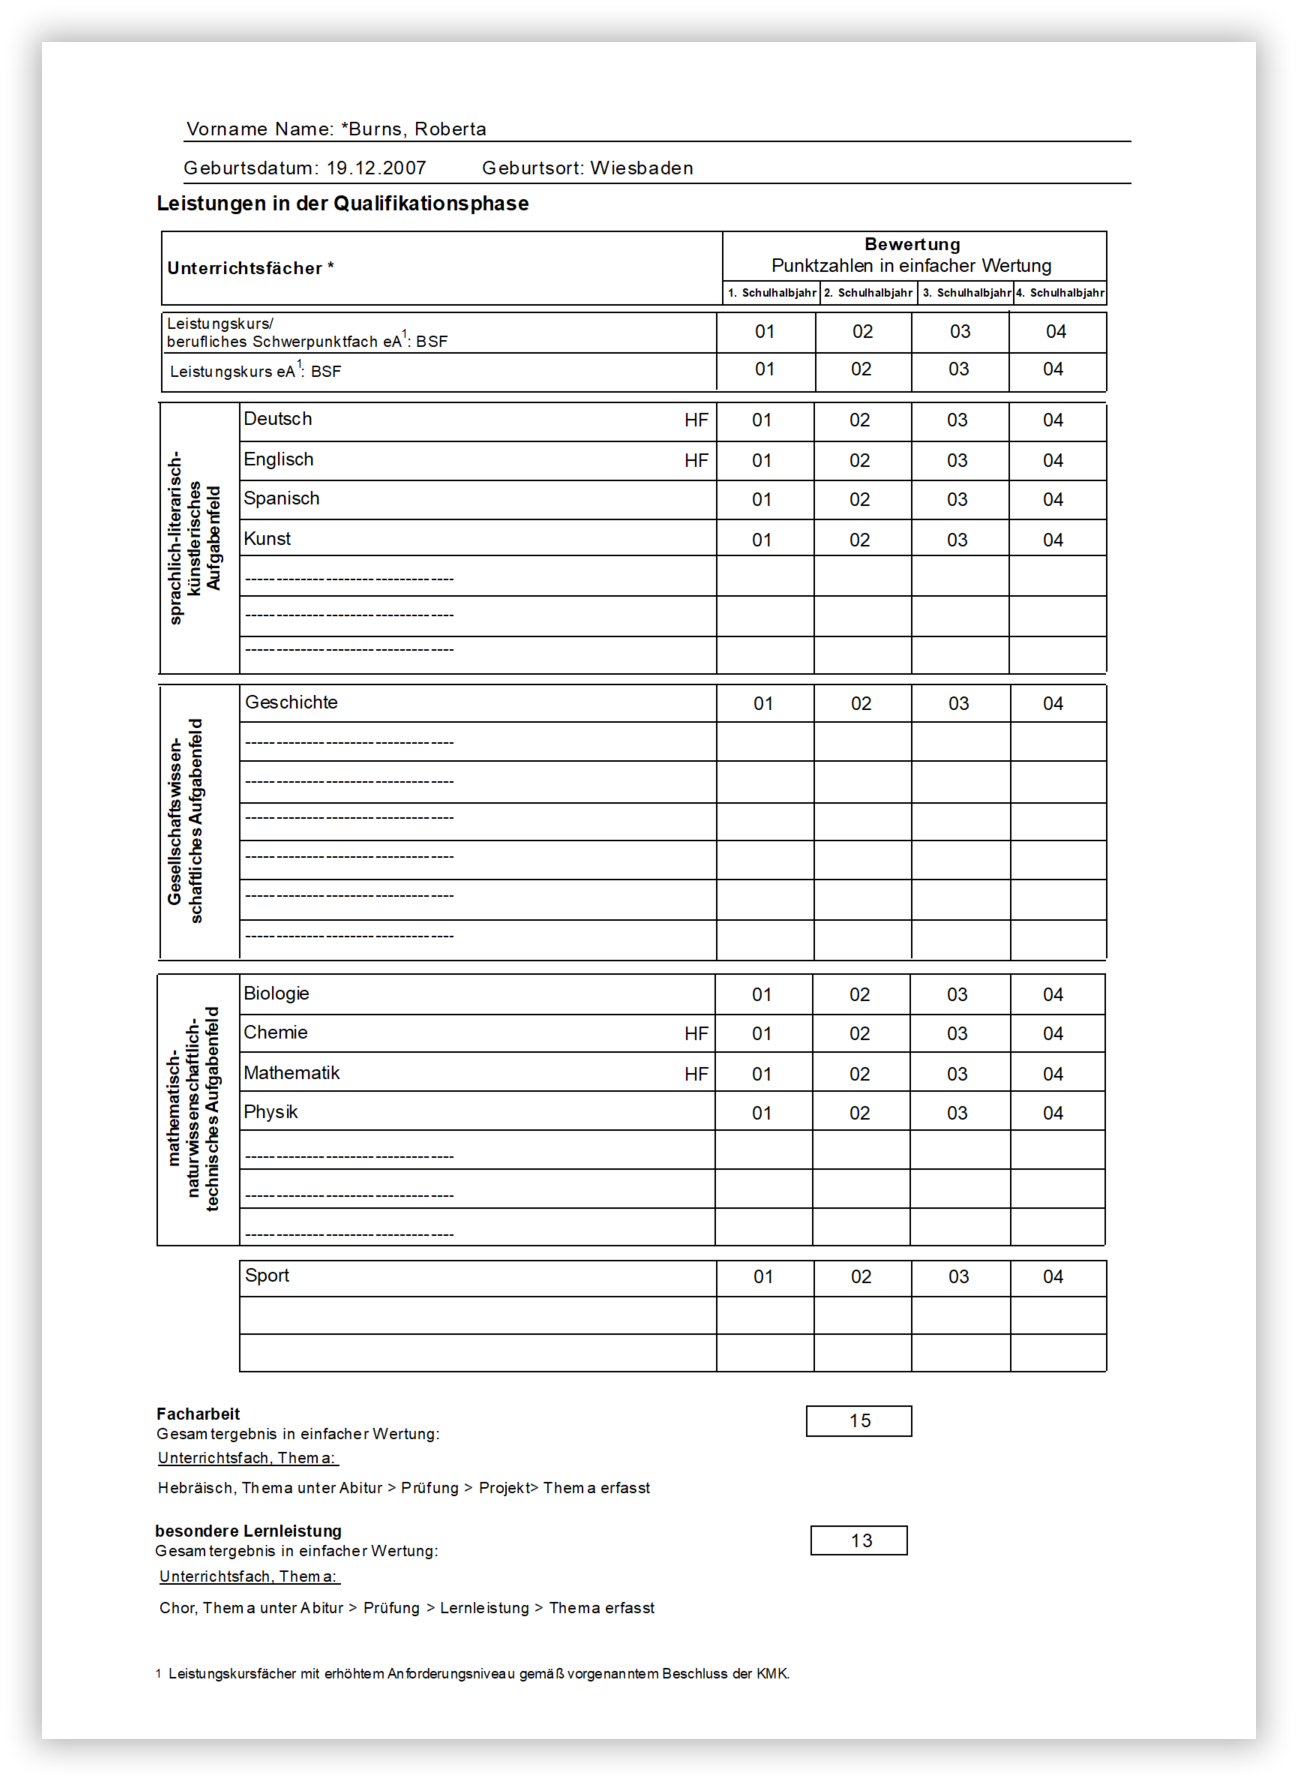 Vorname Name: *Burns, Roberta
Geburtsdatum: 19.12.2007 Geburtsort: Wiesbaden
Leistungen in der Qualifikationsphase
Unterrichtsfächer *
Bewertung
Punktzahlen in einfacher Wertung
1. Schulhalbjahr 2. Schulhalbjahr 3. Schulhalbjahr 4. Schulhalbjahr
Leistungskurs/
berufliches Schwerpunktfach eA1: BSF 01 02 03 04
Leistungskurs eA1: BSF 01 02 03 04
sprachlich-literarisch-
künstlerisches
Aufgabenfeld
Deutsch HF 01 02 03 04
Englisch HF 01 02 03 04
Spanisch 01 02 03 04
Kunst 01 02 03 04
-----------------------------------
-----------------------------------
-----------------------------------
Gesellschaftswissen-
schaftliches Aufgabenfeld
Geschichte 01 02 03 04
-----------------------------------
-----------------------------------
-----------------------------------
-----------------------------------
-----------------------------------
-----------------------------------
mathematisch-
naturwissenschaftlich-
technisches Aufgabenfeld
Biologie 01 02 03 04
Chemie HF 01 02 03 04
Mathematik HF 01 02 03 04
Physik 01 02 03 04
-----------------------------------
-----------------------------------
-----------------------------------
Sport 01 02 03 04
Facharbeit
Gesamtergebnis in einfacher Wertung: 15
Unterrichtsfach, Thema:
Hebräisch, Thema unter Abitur > Prüfung > Projekt> Thema erfasst
besondere Lernleistung
Gesamtergebnis in einfacher Wertung: 13
Unterrichtsfach, Thema:
Chor, Thema unter Abitur > Prüfung > Lernleistung > Thema erfasst
1 Leistungskursfächer mit erhöhtem Anforderungsniveau gemäß vorgenanntem Beschluss der KMK.